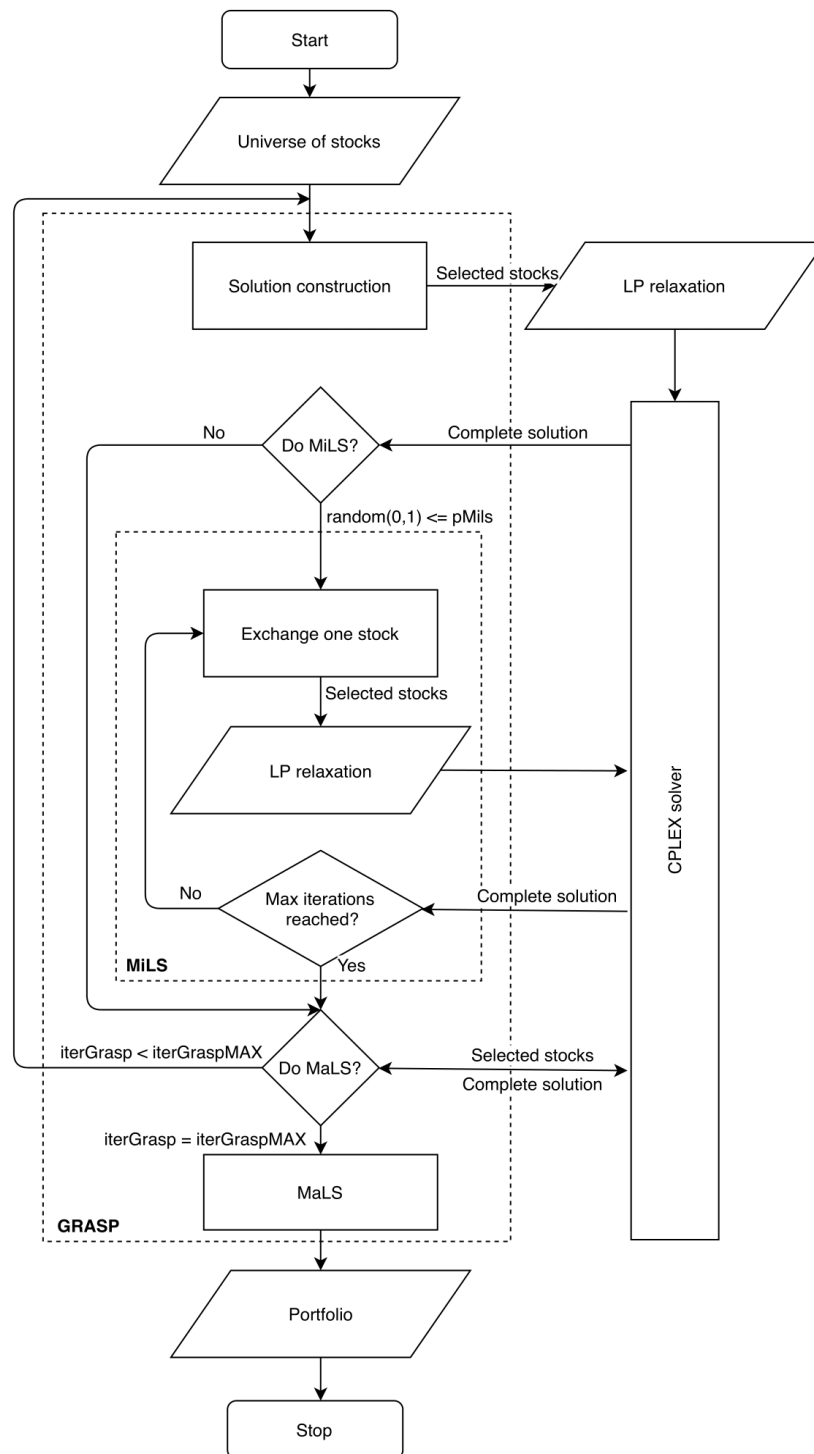 Start
Universe of stocks
Solution construction
Selected stocks
LP relaxation
No
Do MiLS?
Complete solution
random(0,1) <= pMils
Exchange one stock
Selected stocks
LP relaxation
CPLEX solver
No
Max iterations
reached?
Complete solution
MiLS
Yes
iterGrasp < iterGraspMAX
Do MaLS?
Selected stocks
Complete solution
iterGrasp = iterGraspMAX
MaLS
GRASP
Portfolio
Stop